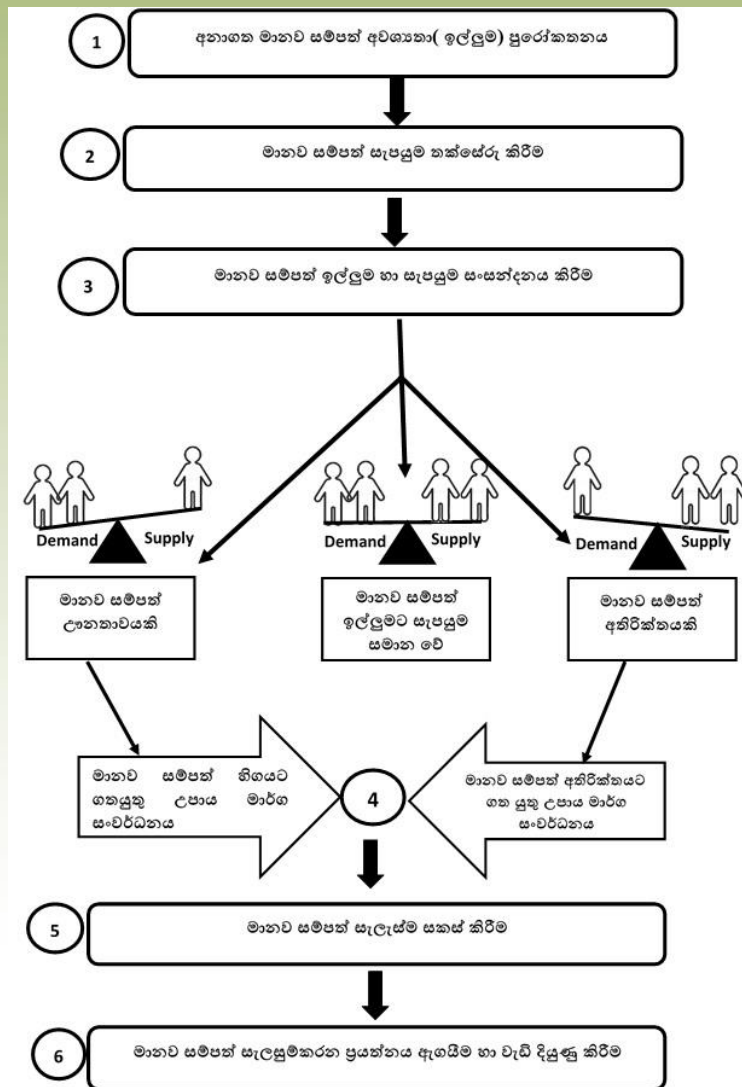 1
අනාගත මානව සම්පත් අවශ්‍යතා( ඉල්ලුම) පුරෝකතනය
2
මානව සම්පත් සැපයුම තක්සේරු කිරීම
3
මානව සම්පත් ඉල්ලුම හා සැපයුම සංසන්දනය කිරීම
Demand Supply
Demand Supply
Demand Supply
මානව සම්පත්
ඌනතාවයකි
මානව සම්පත්
ඉල්ලුමට සැපයුම
සමාන වේ
මානව සම්පත්
අතිරික්තයකි
මානව සම්පත් හිගයට
ගතයුතු උපාය මාර්ග
සංවර්ධනය
4
මානව සම්පත් අතිරික්තයට
ගත යුතු උපාය මාර්ග
සංවර්ධනය
5
මානව සම්පත් සැලැස්ම සකස් කිරීම
6
මානව සම්පත් සැලසුම්කරන ප්‍රයත්නය ඇගයීම හා වැඩි දියුණු කිරීම